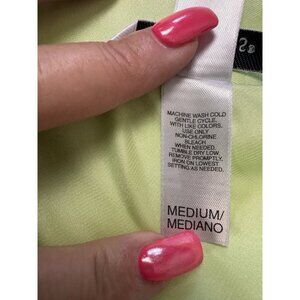 MACHINE WASH COLD
GENTLE CYCLE,
WITH LIKE COLORS,
USE ONLY
NON-CHLORINE
BLEACH
WHEN NEEDED.
TUMBLE DRY LOW.
REMOVE PROMPTLY.
IRON ON LOWEST
SETTING AS NEEDED.
MEDIUM/
MEDIANO